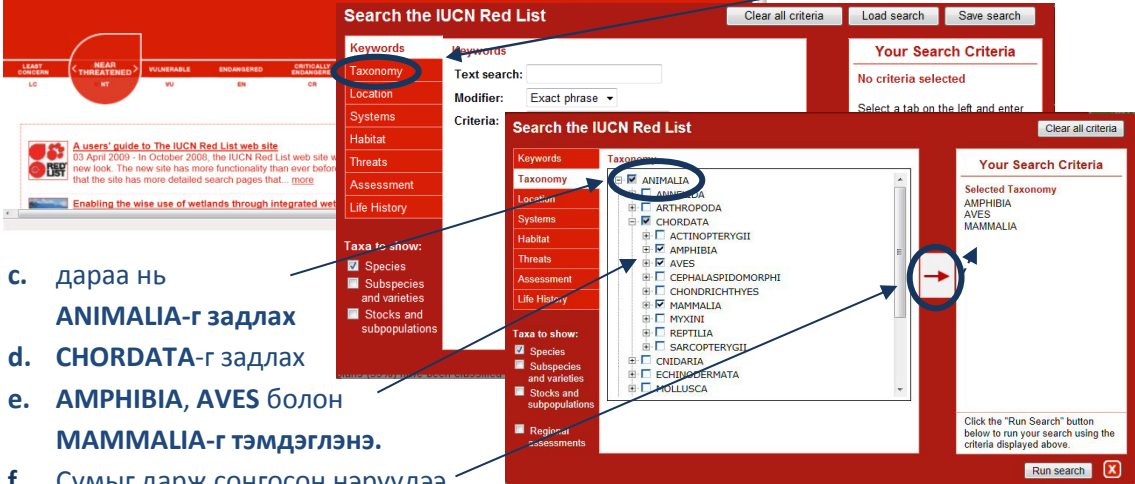 Search the IUCN Red List
Clear all criteria
Load search
Save search
LEAST CONCERN
LC
< NEAR THREATENED >
NT
VULNERABLE
VU
ENDANGERED
EN
CRITICALLY ENDANGERED
CR
A users' guide to The IUCN Red List web site
03 April 2009 - In October 2008, the IUCN Red List web site w
new look. The new site has more functionality than ever before
that the site has more detailed search pages that... more
RED LIST
Enabling the wise use of wetlands through integrated wet
Keywords
Taxonomy
Location
Systems
Habitat
Threats
Assessment
Life History
Taxa to show:
Species
Subspecies
and varieties
Stocks and
subpopulations
Keywords
Text search:
Modifier: Exact phrase
Criteria:
Your Search Criteria
No criteria selected
Select a tab on the left and enter
Search the IUCN Red List
Clear all criteria
Keywords
Taxonomy
Location
Systems
Habitat
Threats
Assessment
Life History
Taxa to show:
Species
Subspecies
and varieties
Stocks and
subpopulations
Regional
assessments
Taxonomy
ANIMALIA
ANNELIDA
ARTHROPODA
CHORDATA
ACTINOPTERYGII
AMPHIBIA
AVES
CEPHALASPIDOMORPHI
CHONDRICHTHYES
MAMMALIA
MYXINI
REPTILIA
SARCOPTERYGII
CNIDARIA
ECHINODERMATA
MOLLUSCA
Your Search Criteria
Selected Taxonomy
AMPHIBIA
AVES
MAMMALIA
Click the "Run Search" button
below to run your search using the
criteria displayed above.
Run search
X
c. дараа нь
ANIMALIA-г задлах
d. CHORDATA-г задлах
e. AMPHIBIA, AVES болон
MAMMALIA-г тэмдэглэнэ.
f. Сумыг дарж сонгосон нэрүүдээ